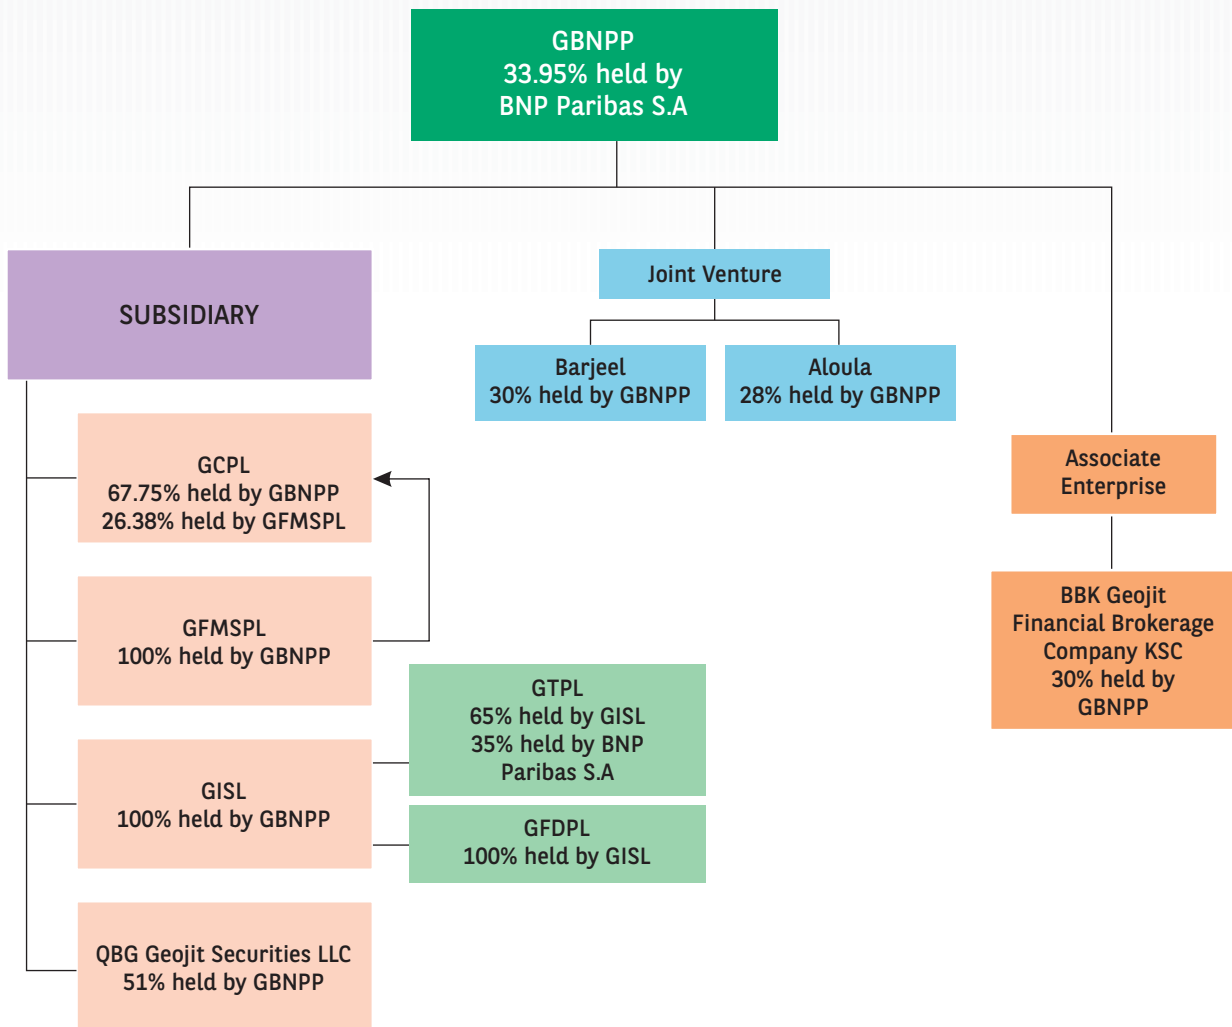 GBNPP
33.95% held by
BNP Paribas S.A
SUBSIDIARY
GCPL
67.75% held by GBNPP
26.38% held by GFMSPL
GFMSPL
100% held by GBNPP
GISL
100% held by GBNPP
GTPL
65% held by GISL
35% held by BNP
Paribas S.A
GFDPL
100% held by GISL
QBG Geojit Securities LLC
51% held by GBNPP
Joint Venture
Barjeel
30% held by GBNPP
Aloula
28% held by GBNPP
Associate
Enterprise
BBK Geojit
Financial Brokerage
Company KSC
30% held by
GBNPP